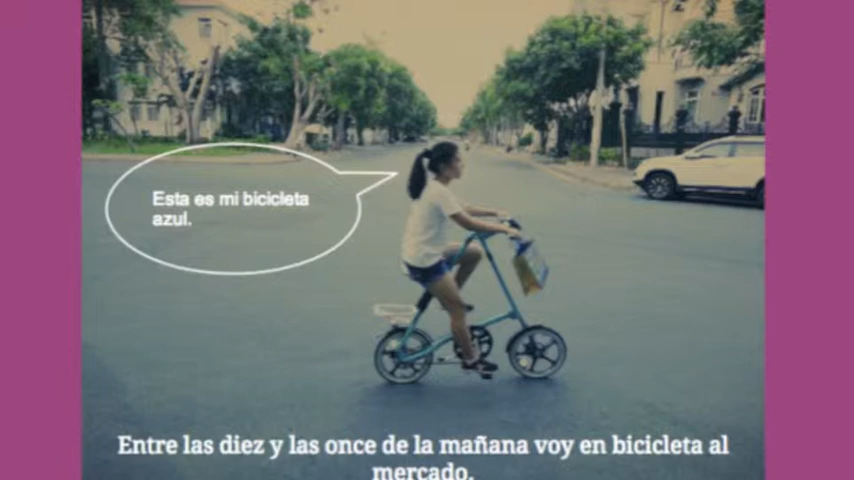 Esta es mi bicicleta
azul.
Entre las diez y las once de la mañana voy en bicicleta al
mercado.